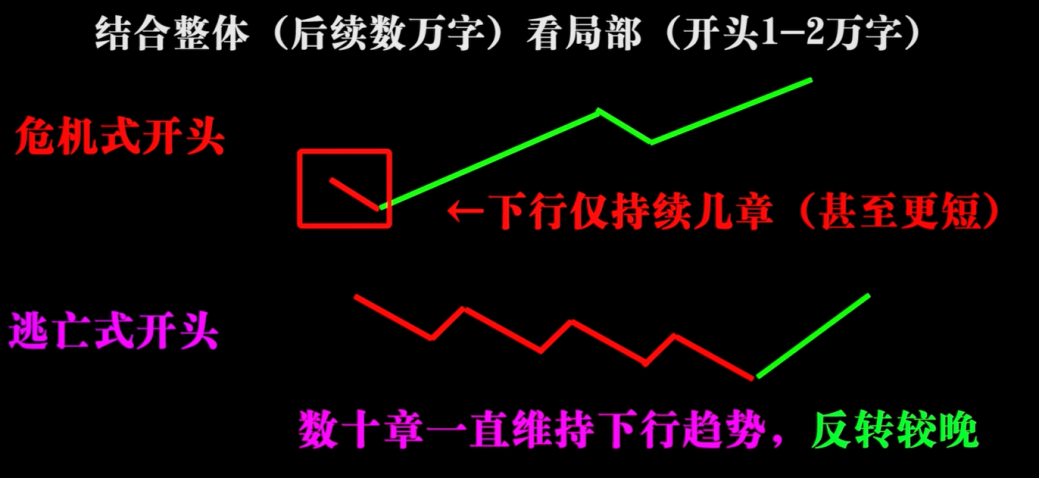 结合整体（后续数万字）看局部（开头1-2万字）
危机式开头
←下行仅持续几章（甚至更短）
逃亡式开头
数十章一直维持下行趋势，反转较晚